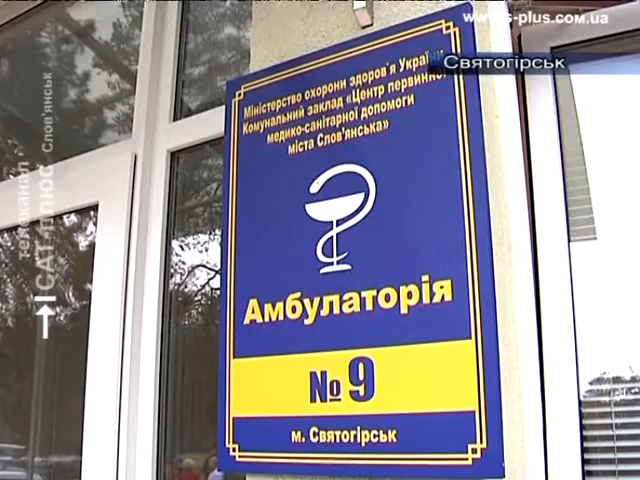 www.s-plus.com.ua
Святогірськ
Міністерство охорони здоров'я України
Комунальний заклад «Центр первинної
медико-санітарної допомоги
міста Слов'янська»
Амбулаторія
№ 9
м. Святогірськ
телеканал
САТ-ПЛЮС Слов'янськ